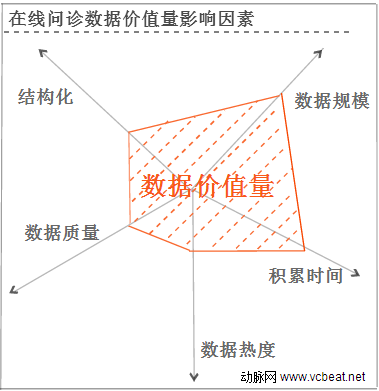 在线问诊数据价值量影响因素
结构化
数据规模
数据价值量
数据质量
积累时间
数据热度
动脉网 www.vcbeat.net